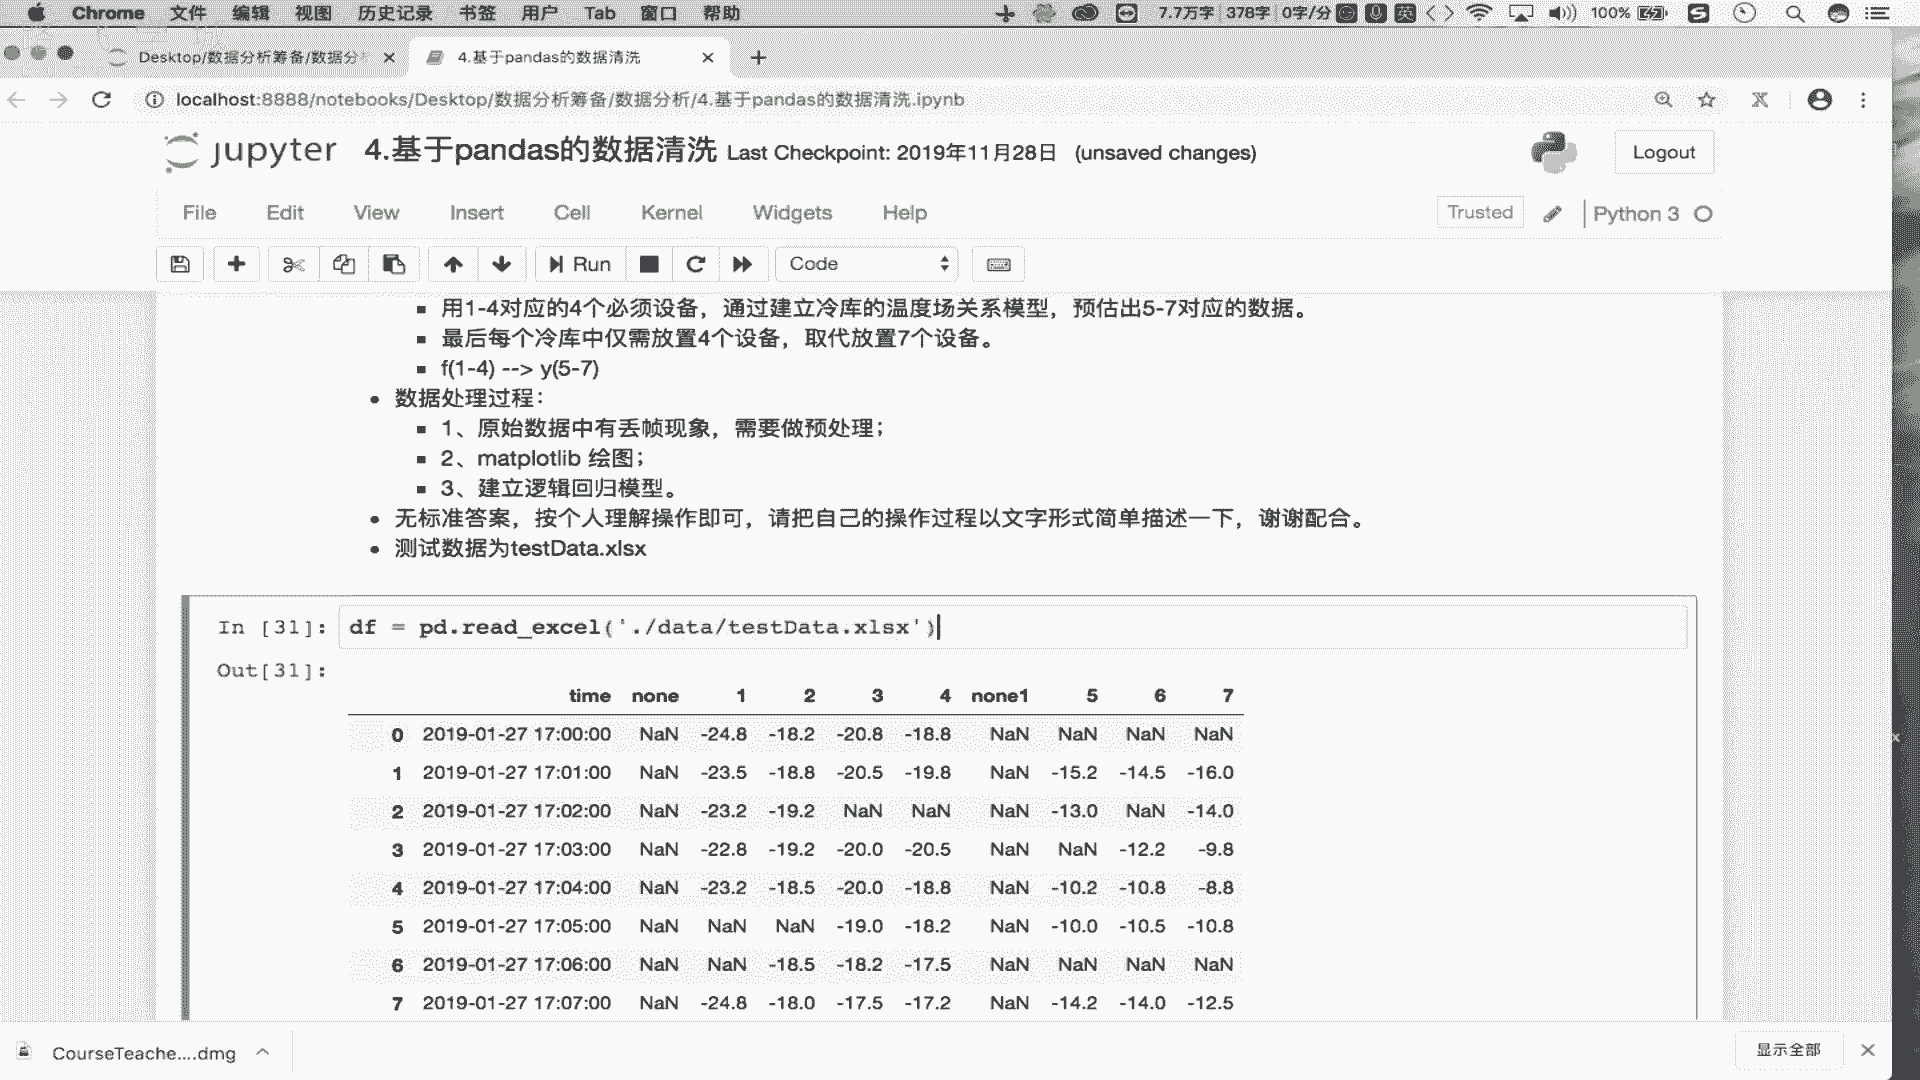 Chrome 文件 编辑 视图 历史记录 书签 用户 Tab 窗口 帮助 7.7万字 378字 0字/分 英 100%
Desktop/数据分析筹备/数据分 4.基于pandas的数据清洗
localhost:8888/notebooks/Desktop/数据分析筹备/数据分析/4.基于pandas的数据清洗.ipynb
jupyter 4.基于pandas的数据清洗 Last Checkpoint: 2019年11月28日 (unsaved changes) Logout
File Edit View Insert Cell Kernel Widgets Help Trusted Python 3
Run Code
用1-4对应的4个必须设备，通过建立冷库的温度场关系模型，预估出5-7对应的数据。
最后每个冷库中仅需放置4个设备，取代放置7个设备。
f(1-4) --> y(5-7)
数据处理过程：
1、原始数据中有丢帧现象，需要做预处理；
2、matplotlib 绘图；
3、建立逻辑回归模型。
无标准答案，按个人理解操作即可，请把自己的操作过程以文字形式简单描述一下，谢谢配合。
测试数据为testData.xlsx
In [31]: df = pd.read_excel('./data/testData.xlsx')
Out[31]:
time none 1 2 3 4 none1 5 6 7
0 2019-01-27 17:00:00 NaN -24.8 -18.2 -20.8 -18.8 NaN NaN NaN NaN
1 2019-01-27 17:01:00 NaN -23.5 -18.8 -20.5 -19.8 NaN -15.2 -14.5 -16.0
2 2019-01-27 17:02:00 NaN -23.2 -19.2 NaN NaN NaN -13.0 NaN -14.0
3 2019-01-27 17:03:00 NaN -22.8 -19.2 -20.0 -20.5 NaN NaN -12.2 -9.8
4 2019-01-27 17:04:00 NaN -23.2 -18.5 -20.0 -18.8 NaN -10.2 -10.8 -8.8
5 2019-01-27 17:05:00 NaN NaN NaN -19.0 -18.2 NaN -10.0 -10.5 -10.8
6 2019-01-27 17:06:00 NaN NaN -18.5 -18.2 -17.5 NaN NaN NaN NaN
7 2019-01-27 17:07:00 NaN -24.8 -18.0 -17.5 -17.2 NaN -14.2 -14.0 -12.5
CourseTeache....dmg 显示全部